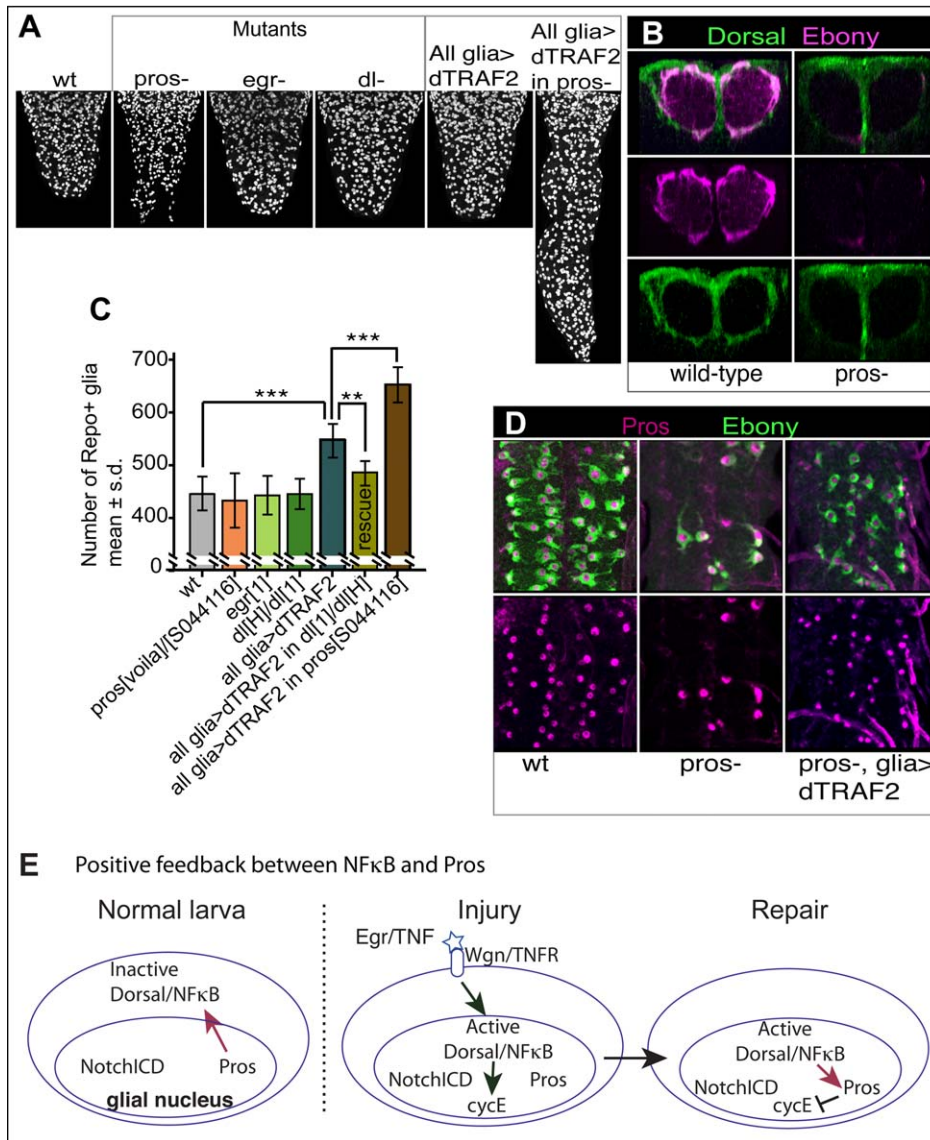 A
Mutants
wt
pros-
egr-
dl-
All glia>
dTRAF2
All glia>
dTRAF2
in pros-
B
Dorsal Ebony
wild-type
pros-
C
Number of Repo+ glia
mean ± s.d.
700
600
500
400
0
***
***
**
rescue
wt
pros[voila]/[S044116]
egr[1]
dl[H]/dl[1]
all glia>dTRAF2
all glia>dTRAF2 in dl[1]/dl[H]
all glia>dTRAF2 in pros[S044116]
D
Pros Ebony
wt
pros-
pros-, glia>
dTRAF2
E Positive feedback between NFκB and Pros
Normal larva
Inactive
Dorsal/NFκB
NotchICD Pros
glial nucleus
Injury
Egr/TNF
Wgn/TNFR
Active
Dorsal/NFκB
NotchICD Pros
cycE
Repair
Active
Dorsal/NFκB
NotchICD Pros
cycE